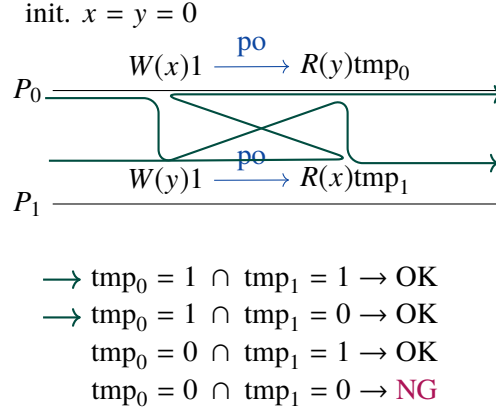 init. x = y = 0
po
W(x)1 R(y)tmp₀
P₀
po
W(y)1 R(x)tmp₁
P₁
tmp₀ = 1 ∩ tmp₁ = 1 → OK
tmp₀ = 1 ∩ tmp₁ = 0 → OK
tmp₀ = 0 ∩ tmp₁ = 1 → OK
tmp₀ = 0 ∩ tmp₁ = 0 → NG